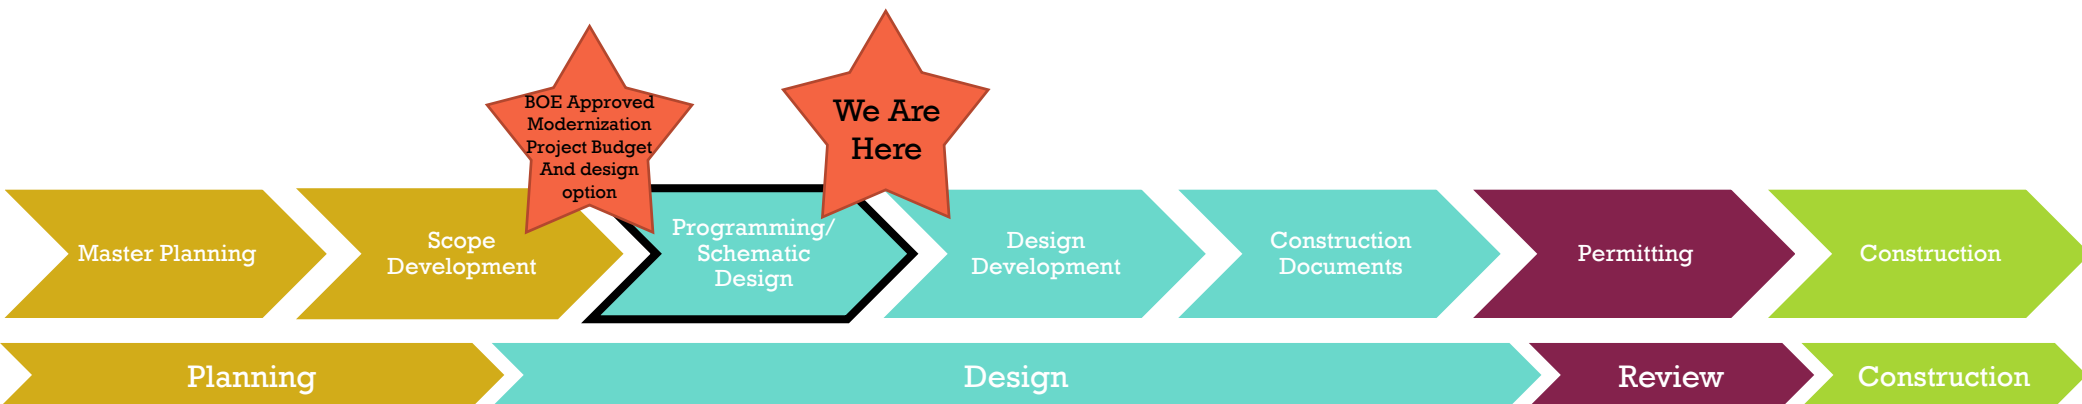 BOE Approved
Modernization
Project Budget
And design
option
We Are
Here
Master Planning
Scope
Development
Programming/
Schematic
Design
Design
Development
Construction
Documents
Permitting
Construction
Planning
Design
Review
Construction